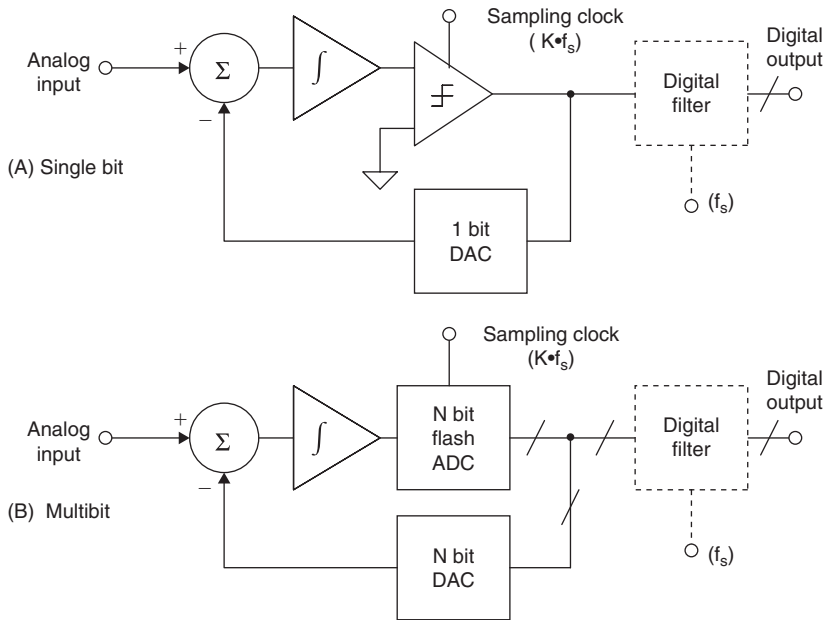 Sampling clock
( K•fs)
Analog
input
+
Σ
−
∫
Digital
filter
Digital
output
(A) Single bit
1 bit
DAC
(fs)
Sampling clock
(K•fs)
Analog
input
+
Σ
−
∫
N bit
flash
ADC
Digital
filter
Digital
output
(B) Multibit
N bit
DAC
(fs)